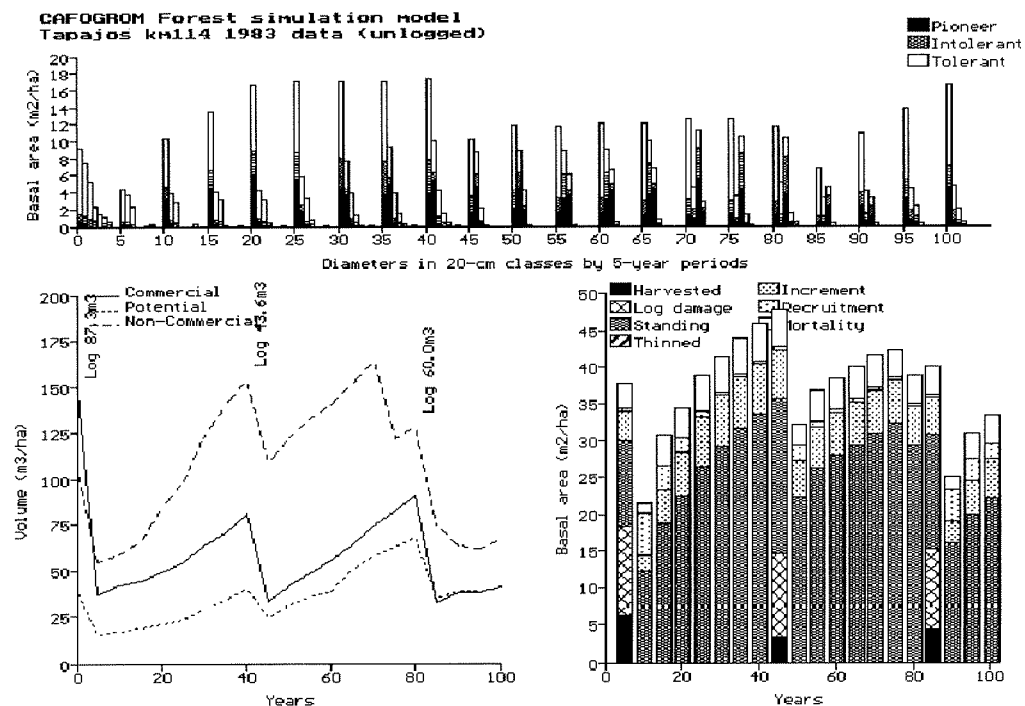 CAFOGROM Forest simulation model
Tapajos km114 1983 data (unlogged)
Pioneer
Intolerant
Tolerant
Basal area (m2/ha)
20
18
16
14
12
10
8
6
4
2
0
0 5 10 15 20 25 30 35 40 45 50 55 60 65 70 75 80 85 90 95 100
Diameters in 20-cm classes by 5-year periods
Volume (m3/ha)
200
175
150
125
100
75
50
25
0
Commercial
Potential
Non-Commercial
Log 87.3m3
Log 43.6m3
Log 60.0m3
0 20 40 60 80 100
Years
Basal area (m2/ha)
50
45
40
35
30
25
20
15
10
5
0
Harvested
Log damage
Standing
Thinned
Increment
Recruitment
Mortality
0 20 40 60 80 100
Years